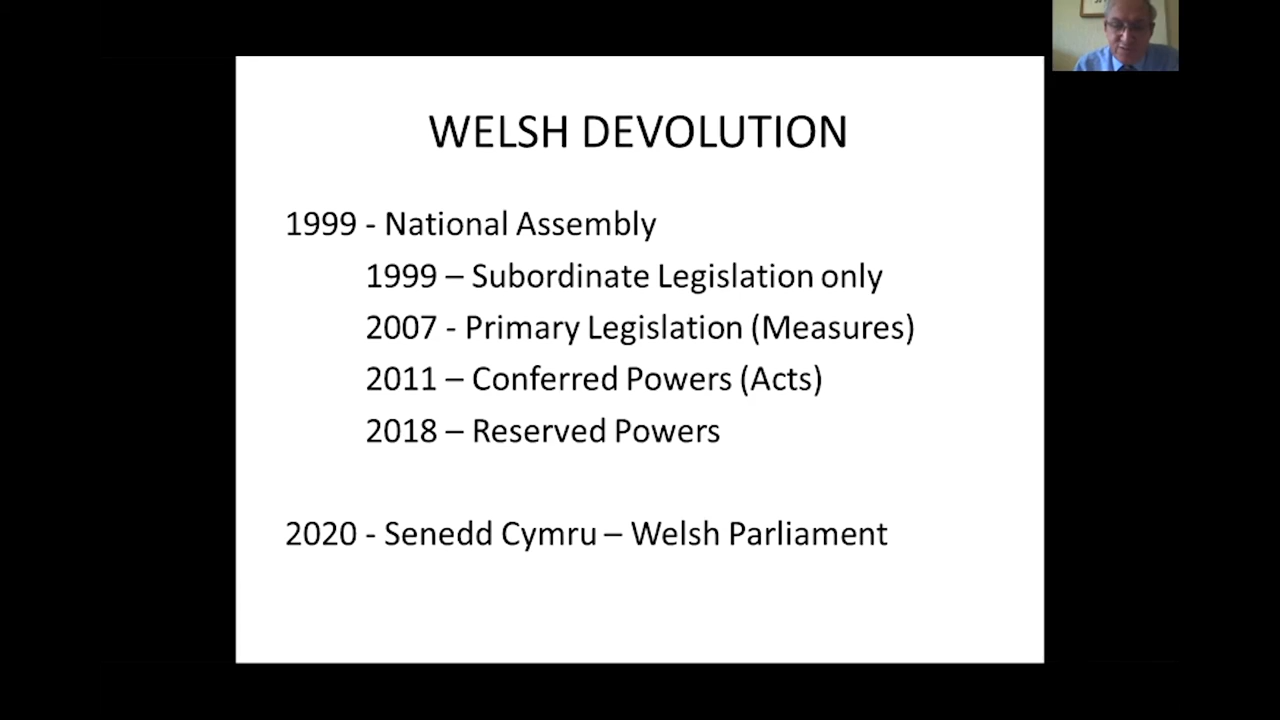 WELSH DEVOLUTION
1999 - National Assembly
1999 – Subordinate Legislation only
2007 - Primary Legislation (Measures)
2011 – Conferred Powers (Acts)
2018 – Reserved Powers
2020 - Senedd Cymru – Welsh Parliament